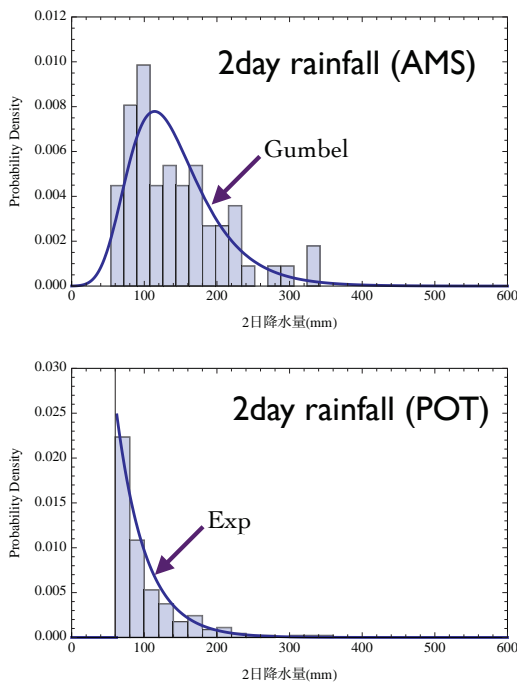 0.012
2day rainfall (AMS)
0.010
0.008
Probability Density
Gumbel
0.006
0.004
0.002
0.000
0 100 200 300 400 500 600
2日降水量(mm)
0.030
2day rainfall (POT)
0.025
0.020
Probability Density
0.015
Exp
0.010
0.005
0.000
0 100 200 300 400 500 600
2日降水量(mm)